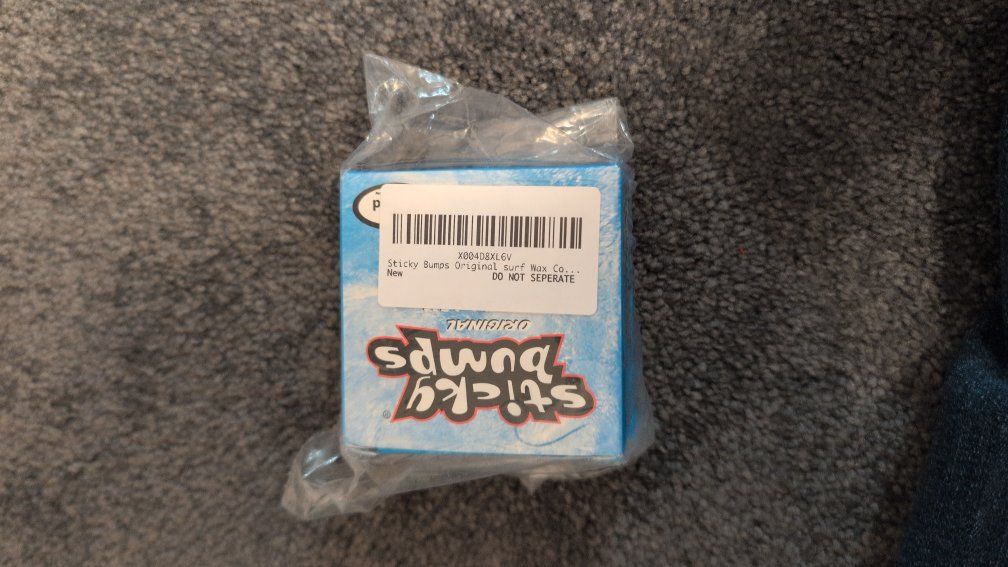 X004D8XL6V
Sticky Bumps Original surf Wax Co...
New DO NOT SEPERATE
ORIGINAL
sticky
bumps
®